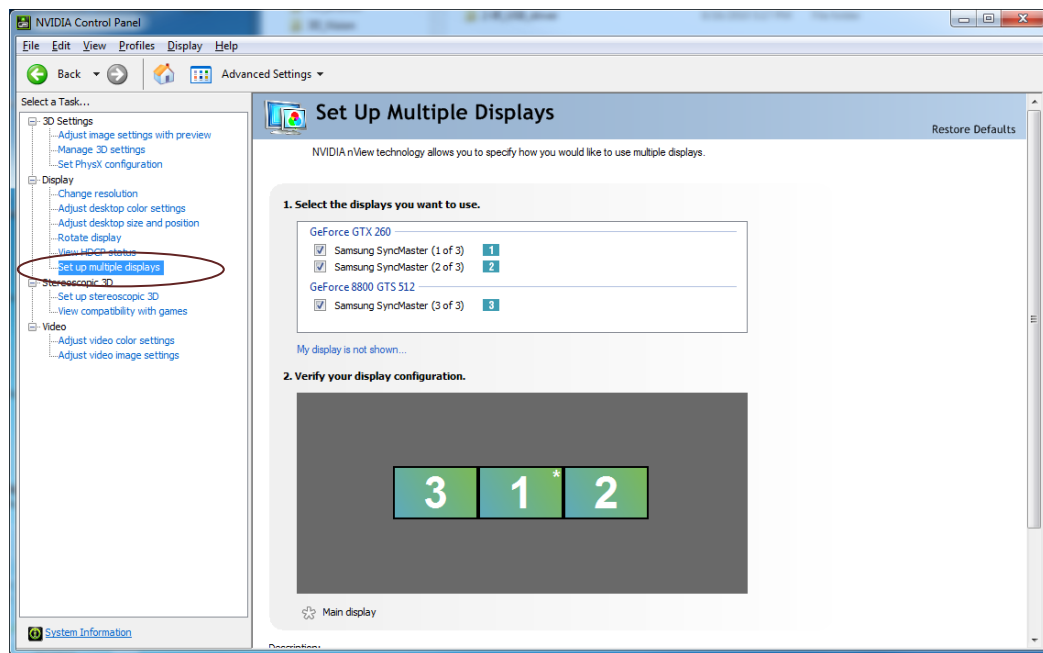 NVIDIA Control Panel
File Edit View Profiles Display Help
Back Advanced Settings
Select a Task...
3D Settings
Adjust image settings with preview
Manage 3D settings
Set PhysX configuration
Display
Change resolution
Adjust desktop color settings
Adjust desktop size and position
Rotate display
View HDCP status
Set up multiple displays
Stereoscopic 3D
Set up stereoscopic 3D
View compatibility with games
Video
Adjust video color settings
Adjust video image settings
System Information
Set Up Multiple Displays
Restore Defaults
NVIDIA nView technology allows you to specify how you would like to use multiple displays.
1. Select the displays you want to use.
GeForce GTX 260
Samsung SyncMaster (1 of 3) 1
Samsung SyncMaster (2 of 3) 2
GeForce 8800 GTS 512
Samsung SyncMaster (3 of 3) 3
My display is not shown...
2. Verify your display configuration.
3 1 * 2
Main display
Description: